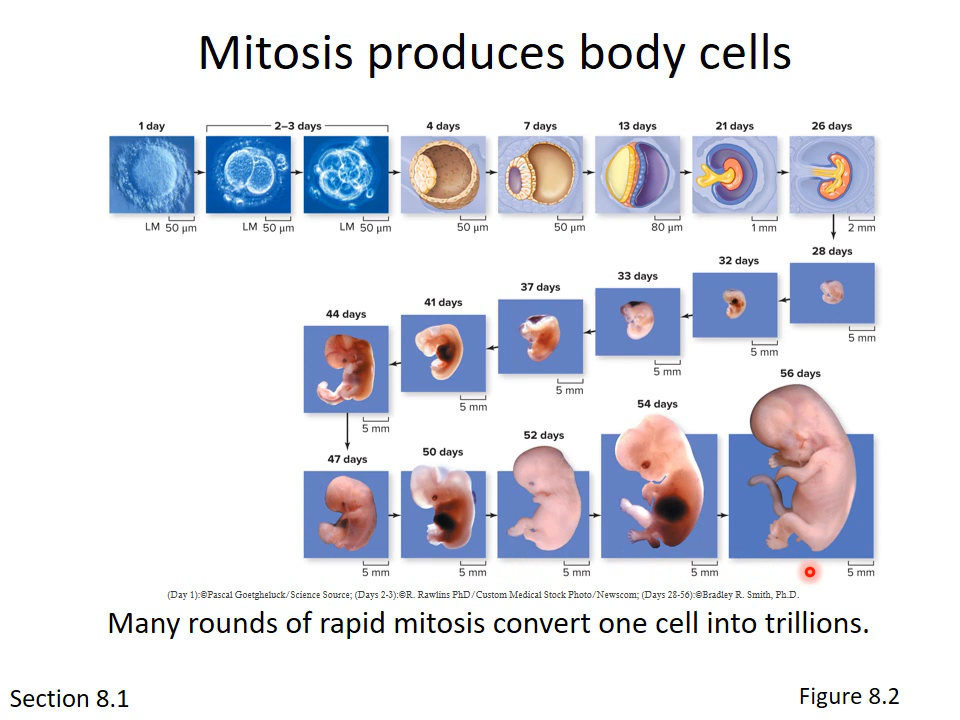 Mitosis produces body cells
1 day
2–3 days
4 days
7 days
13 days
21 days
26 days
LM 50 μm
LM 50 μm
LM 50 μm
50 μm
50 μm
80 μm
1 mm
2 mm
28 days
32 days
33 days
37 days
41 days
44 days
5 mm
5 mm
5 mm
5 mm
5 mm
5 mm
47 days
50 days
52 days
54 days
56 days
5 mm
5 mm
5 mm
5 mm
5 mm
(Day 1):©Pascal Goetgheluck/Science Source; (Days 2-3):©R. Rawlins PhD/Custom Medical Stock Photo/Newscom; (Days 28-56):©Bradley R. Smith, Ph.D.
Many rounds of rapid mitosis convert one cell into trillions.
Section 8.1
Figure 8.2